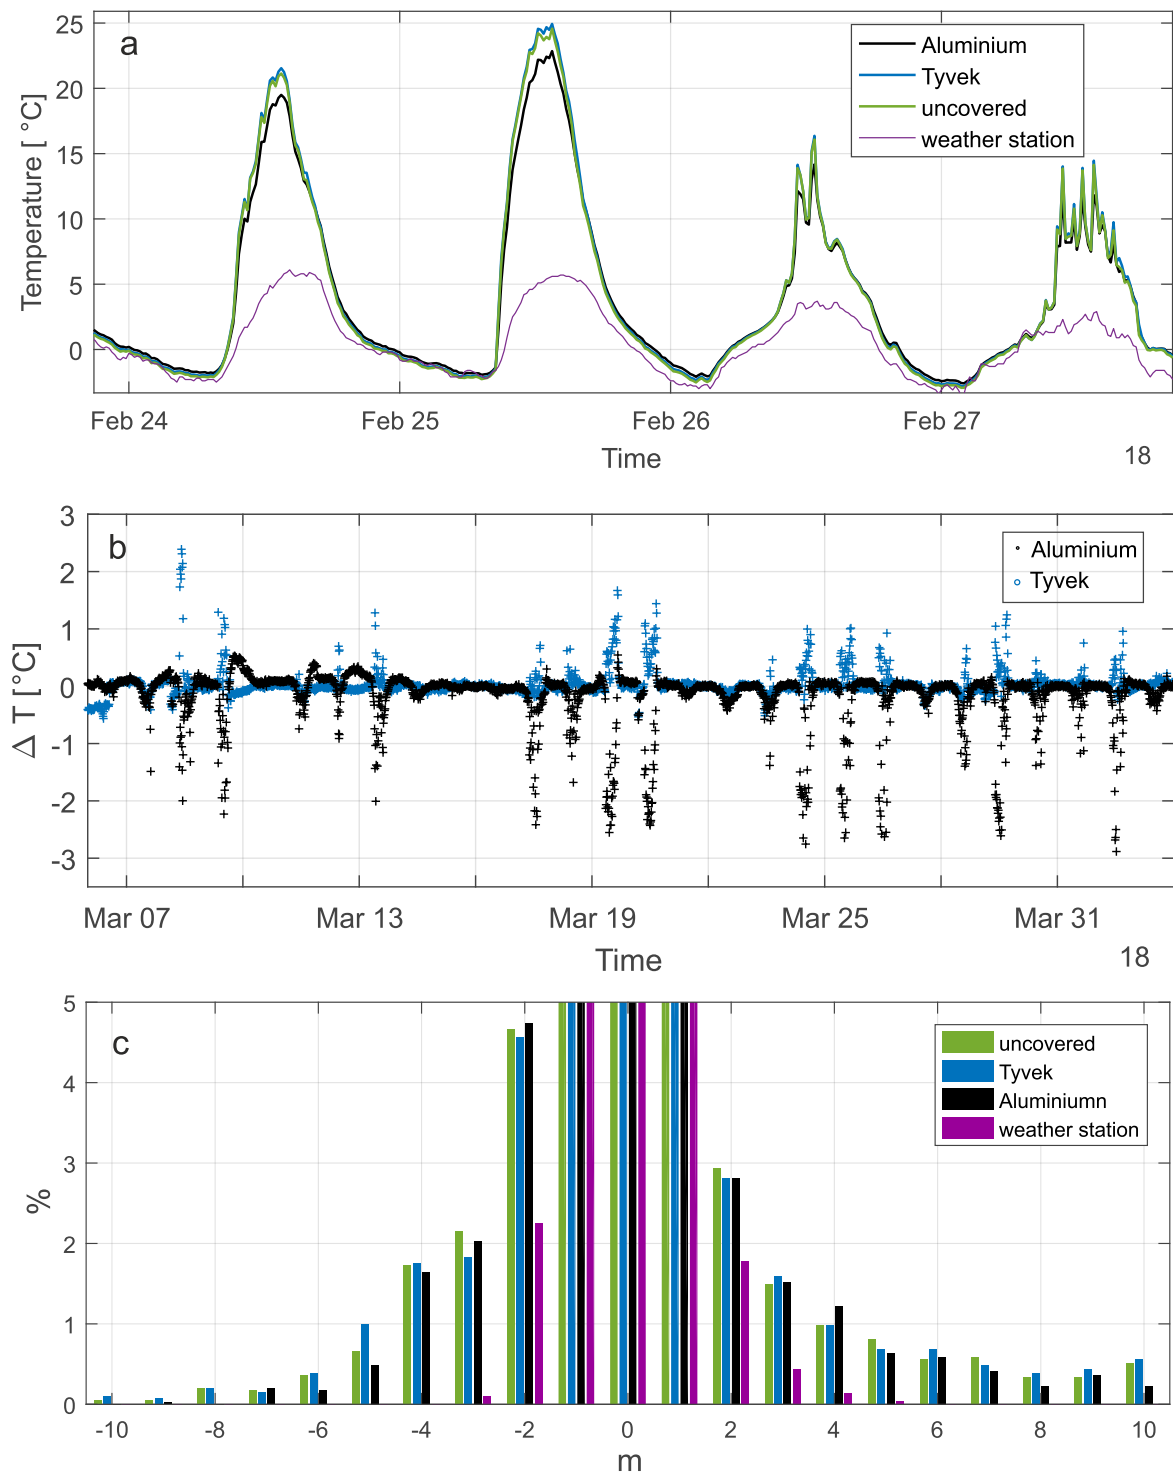 a
25
20
15
10
5
0
Temperature [ °C]
Aluminium
Tyvek
uncovered
weather station
Feb 24
Feb 25
Feb 26
Feb 27
Time
18
b
3
2
1
0
-1
-2
-3
Δ T [°C]
Aluminium
Tyvek
Mar 07
Mar 13
Mar 19
Mar 25
Mar 31
Time
18
c
5
4
3
2
1
0
%
uncovered
Tyvek
Aluminiumn
weather station
-10
-8
-6
-4
-2
0
2
4
6
8
10
m